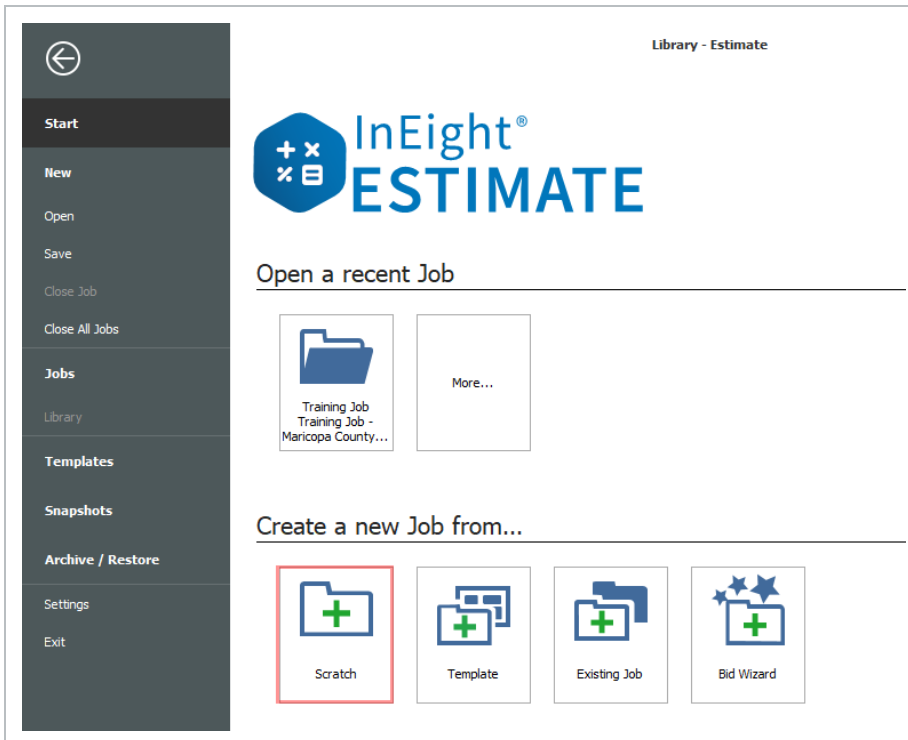 Library - Estimate
Start
New
Open
Save
Close Job
Close All Jobs
Jobs
Library
Templates
Snapshots
Archive / Restore
Settings
Exit
InEight®
ESTIMATE
Open a recent Job
Training Job
Training Job -
Maricopa County...
More...
Create a new Job from...
Scratch
Template
Existing Job
Bid Wizard